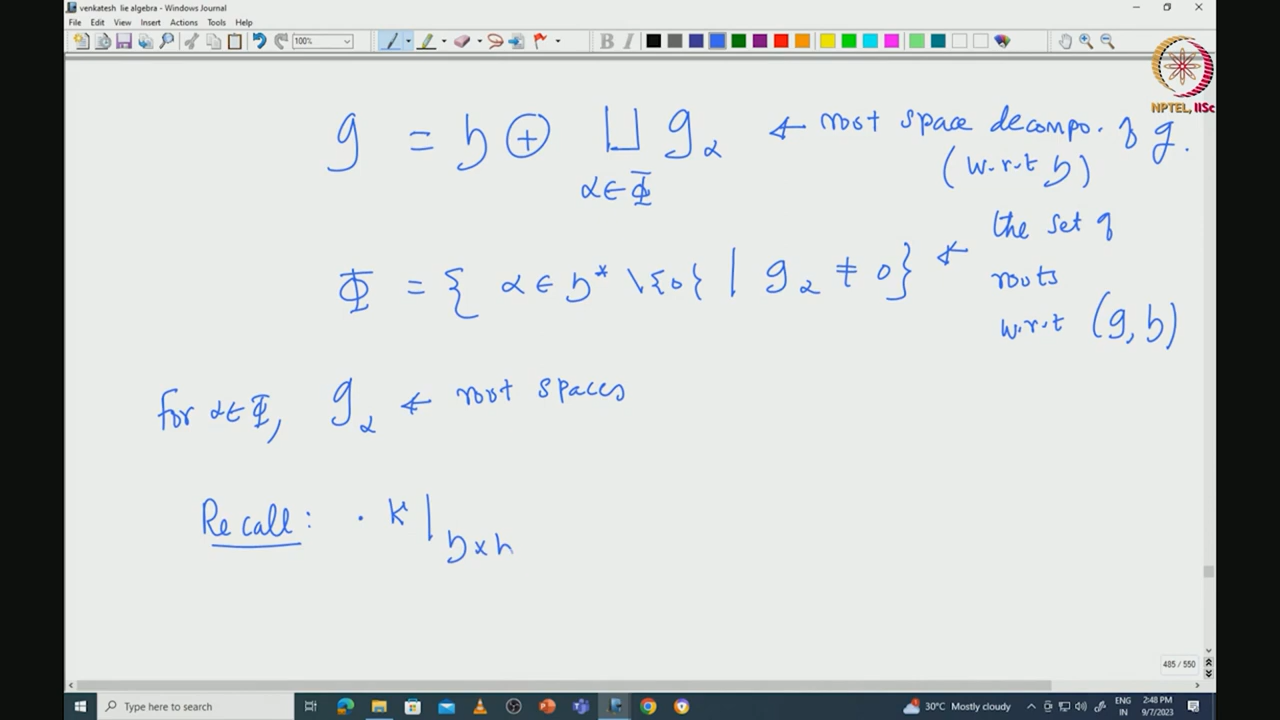 venkatesh lie algebra - Windows Journal
File Edit View Insert Actions Tools Help
100%
B I
NPTEL, IISc
g = h ⊕ ∐ g_α ← root space decompo. of g.
α∈Φ
(w.r.t h)
Φ = { α ∈ h* \{0} | g_α ≠ 0} ← the set of
roots
w.r.t (g, h)
for α∈Φ, g_α ← root spaces
Recall: · K|_h×h
485 / 550
Type here to search
30°C Mostly cloudy
ENG
IN
2:48 PM
9/7/2023